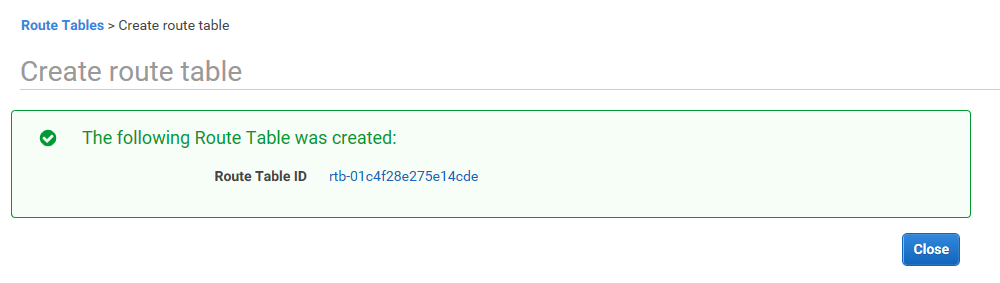 Route Tables > Create route table
Create route table
The following Route Table was created:
Route Table ID rtb-01c4f28e275e14cde
Close